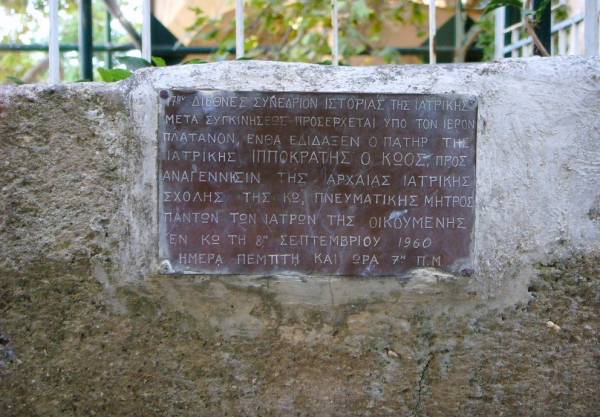 17ον ΔΙΕΘΝΕΣ ΣΥΝΕΔΡΙΟΝ ΙΣΤΟΡΙΑΣ ΤΗΣ ΙΑΤΡΙΚΗΣ
ΜΕΤΑ ΣΥΓΚΙΝΗΣΕΩΣ ΠΡΟΣΕΡΧΕΤΑΙ ΥΠΟ ΤΟΝ ΙΕΡΟΝ
ΠΛΑΤΑΝΟΝ, ΕΝΘΑ ΕΔΙΔΑΞΕΝ Ο ΠΑΤΗΡ ΤΗΣ
ΙΑΤΡΙΚΗΣ ΙΠΠΟΚΡΑΤΗΣ Ο ΚΩΟΣ, ΠΡΟΣ
ΑΝΑΓΕΝΝΗΣΙΝ ΤΗΣ ΑΡΧΑΙΑΣ ΙΑΤΡΙΚΗΣ
ΣΧΟΛΗΣ ΤΗΣ ΚΩ, ΠΝΕΥΜΑΤΙΚΗΣ ΜΗΤΡΟΣ
ΠΑΝΤΩΝ ΤΩΝ ΙΑΤΡΩΝ ΤΗΣ ΟΙΚΟΥΜΕΝΗΣ
ΕΝ ΚΩ ΤΗ 8η ΣΕΠΤΕΜΒΡΙΟΥ 1960
ΗΜΕΡΑ ΠΕΜΠΤΗ ΚΑΙ ΩΡΑ 7η Π.Μ